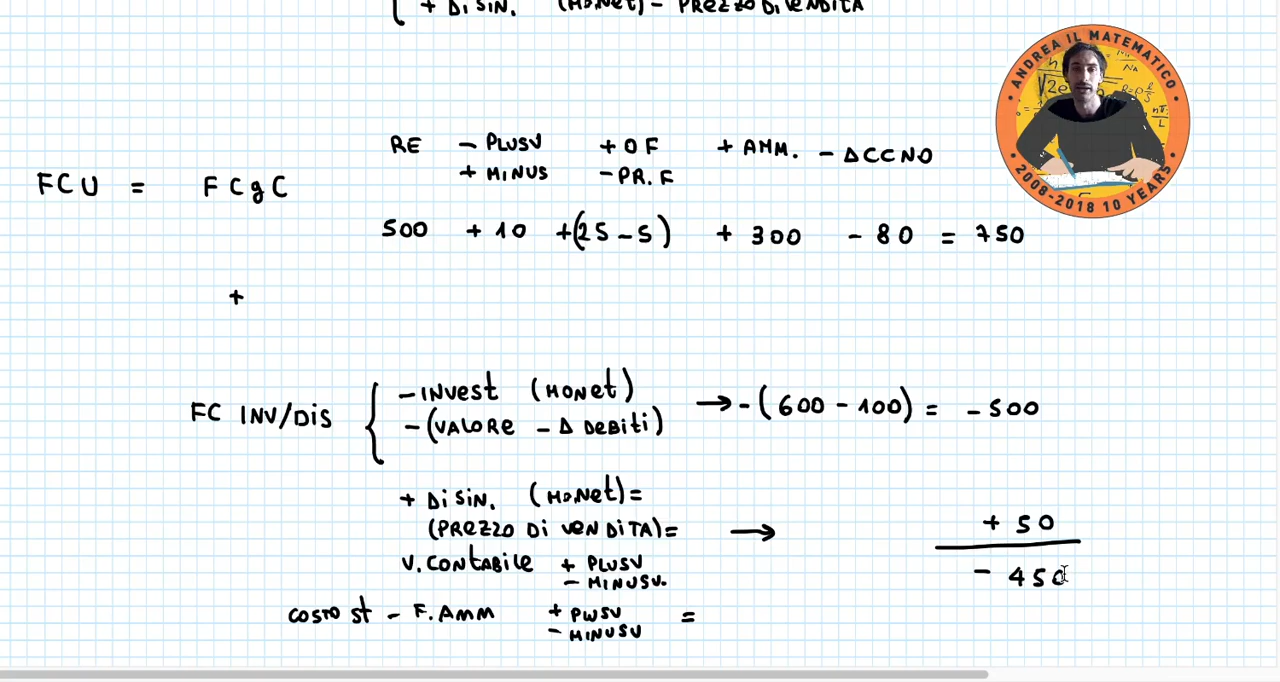 + DiSiN. (MONet) - PREZZO Di VENDITA
ANDREA IL MATEMATICO
2008-2018 10 YEARS
RE - PLUSV + OF + AMM. - ΔCCNO
+ MINUS - PR.F
FCU = FCgC
500 + 10 +(25-5) + 300 - 80 = 750
+
FC INV/DIS
- INVEST (MONet) → -(600 - 100) = -500
-(VALORE - Δ DEBITI)
+ DiSiN. (MONet)=
+ 50
(PREZZO Di VENDITA)= →
V. CONTABILE + PLUSV
- MINUSV.
- 450
COSTO St - F. AMM + PLUSV =
- MINUSV